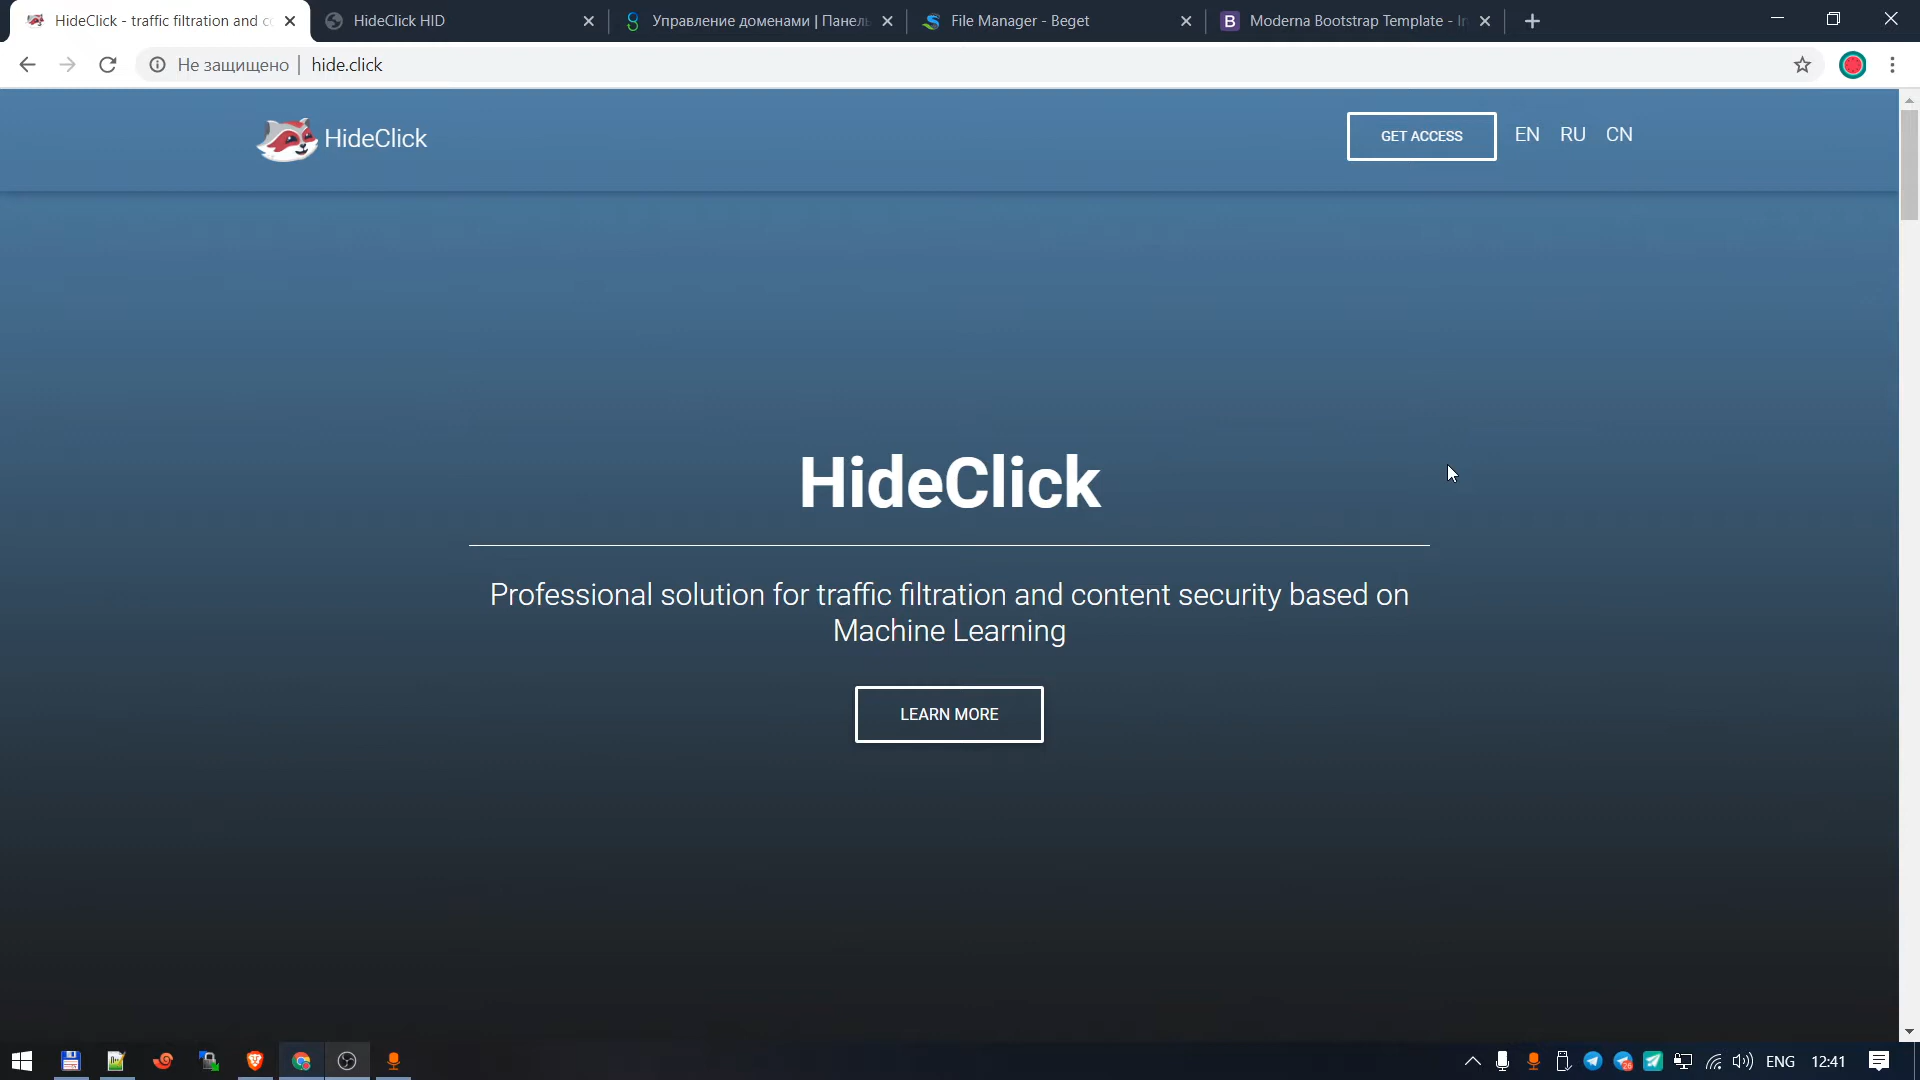 HideClick - traffic filtration and c
HideClick HID
Управление доменами | Панель
File Manager - Beget
Moderna Bootstrap Template - In
Не защищено | hide.click
HideClick
GET ACCESS
EN RU CN
HideClick
Professional solution for traffic filtration and content security based on
Machine Learning
LEARN MORE
ENG 12:41